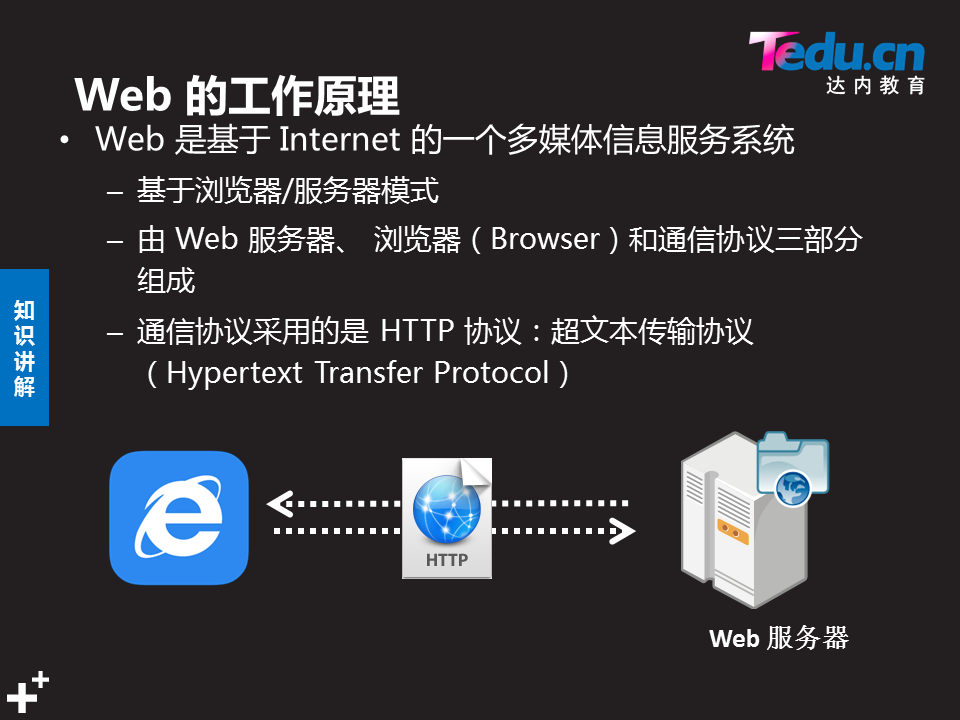 Tedu.cn
达内教育
Web 的工作原理
• Web 是基于 Internet 的一个多媒体信息服务系统
– 基于浏览器/服务器模式
– 由 Web 服务器、 浏览器（Browser）和通信协议三部分
组成
– 通信协议采用的是 HTTP 协议：超文本传输协议
（Hypertext Transfer Protocol）
知
识
讲
解
HTTP
Web 服务器